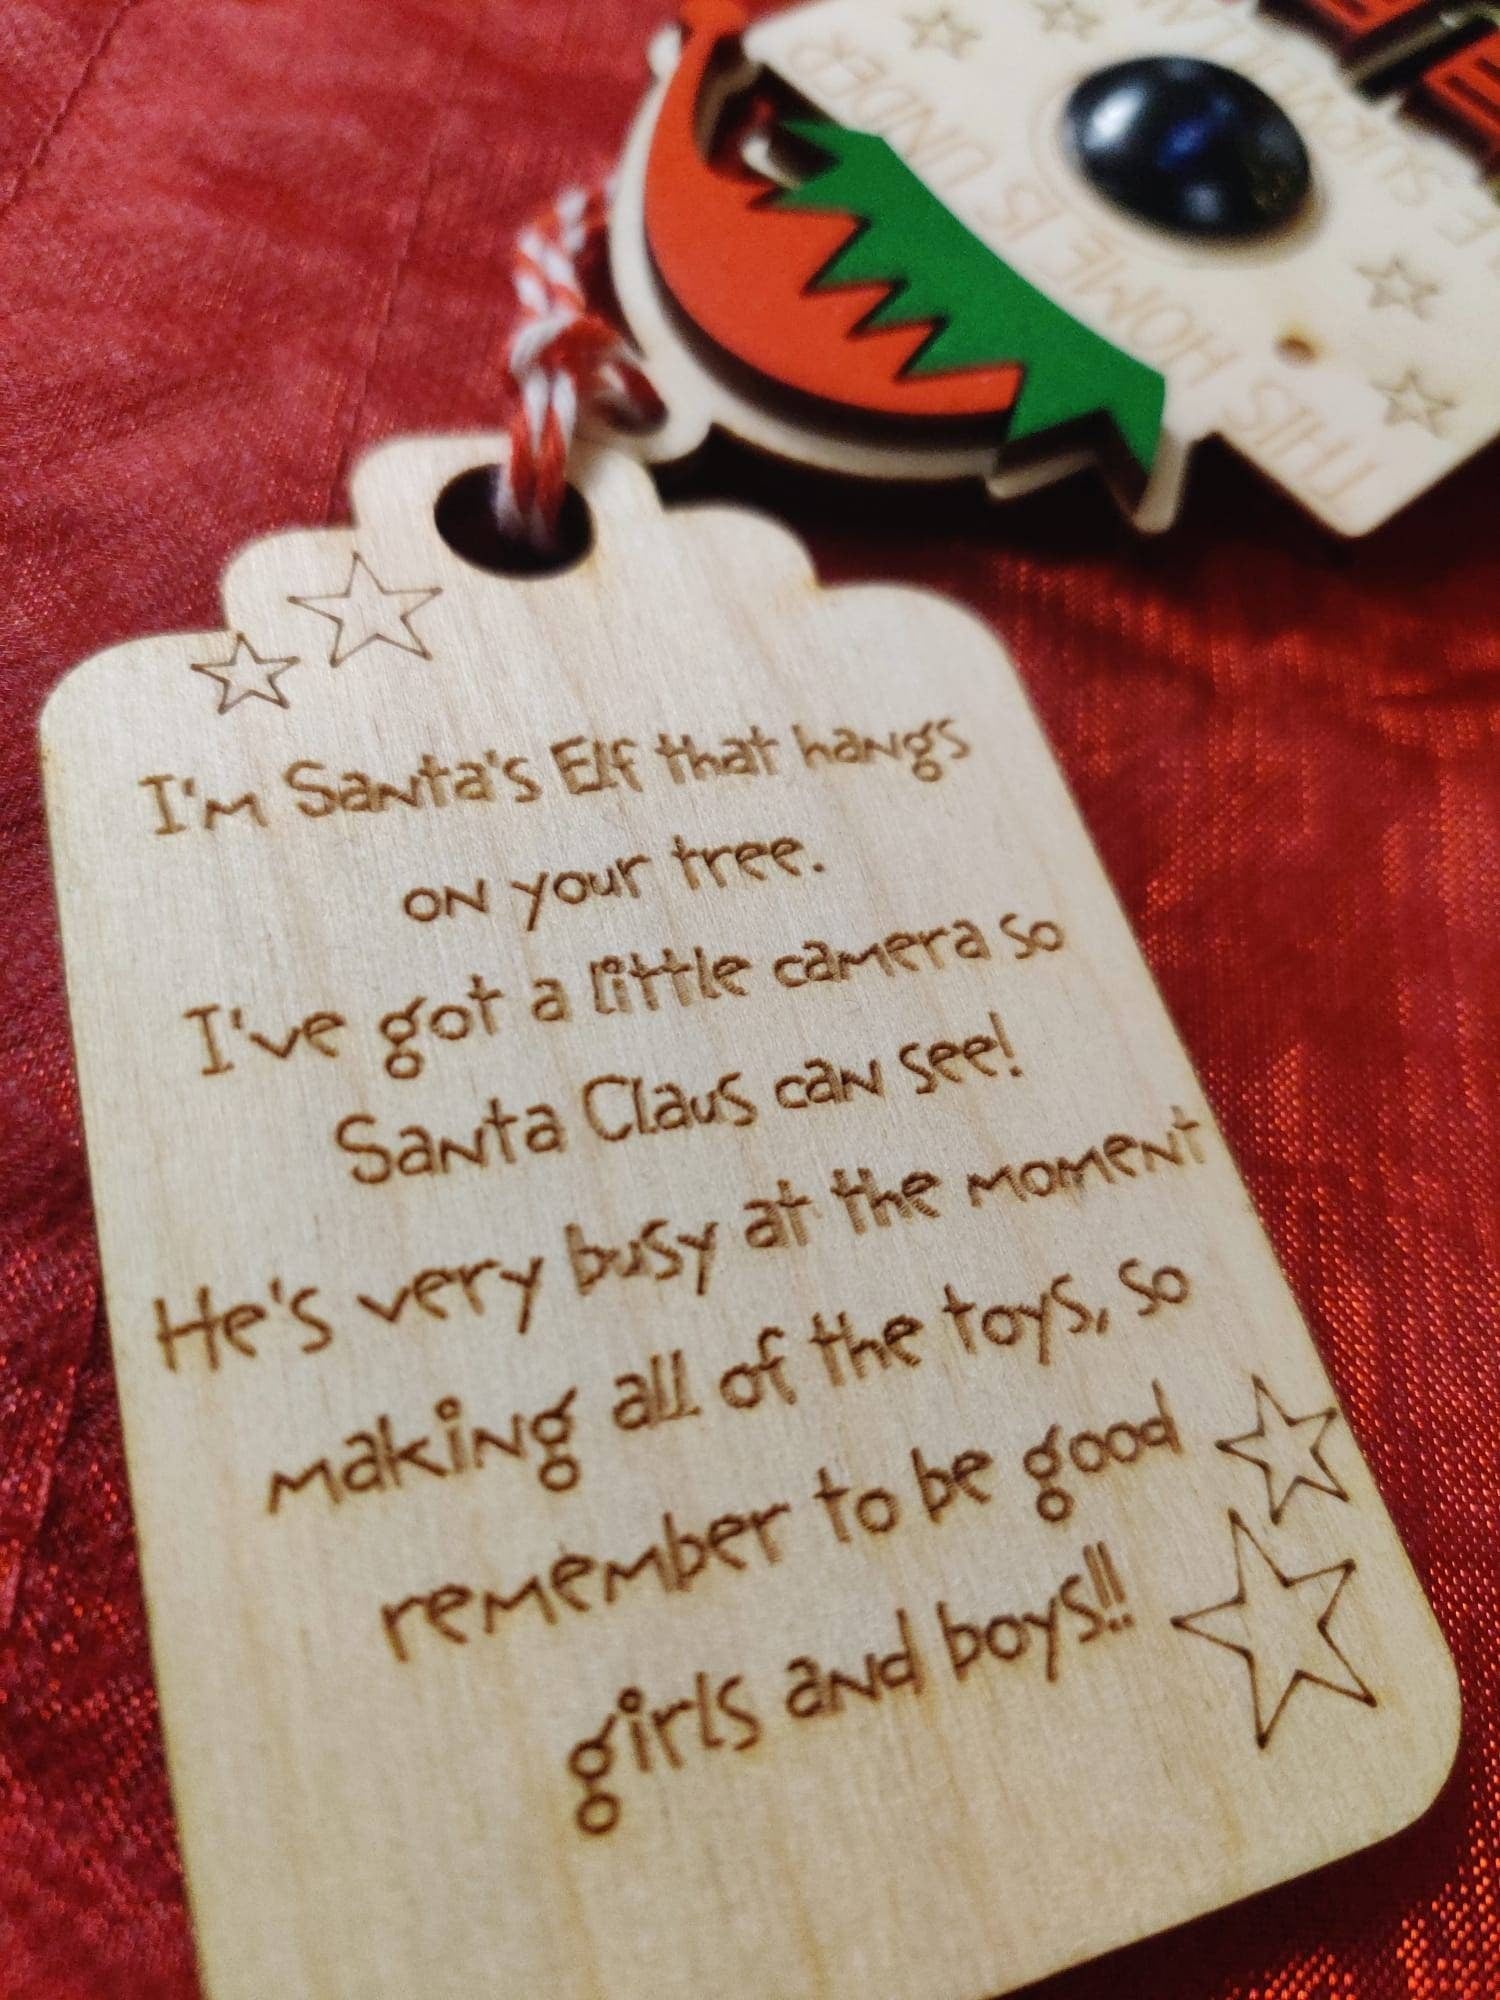 THIS HOME IS UNDER
I'm Santa's Elf that hangs
on your tree.
I've got a little camera so
Santa Claus can see!
He's very busy at the moment
making all of the toys, so
remember to be good
girls and boys!!